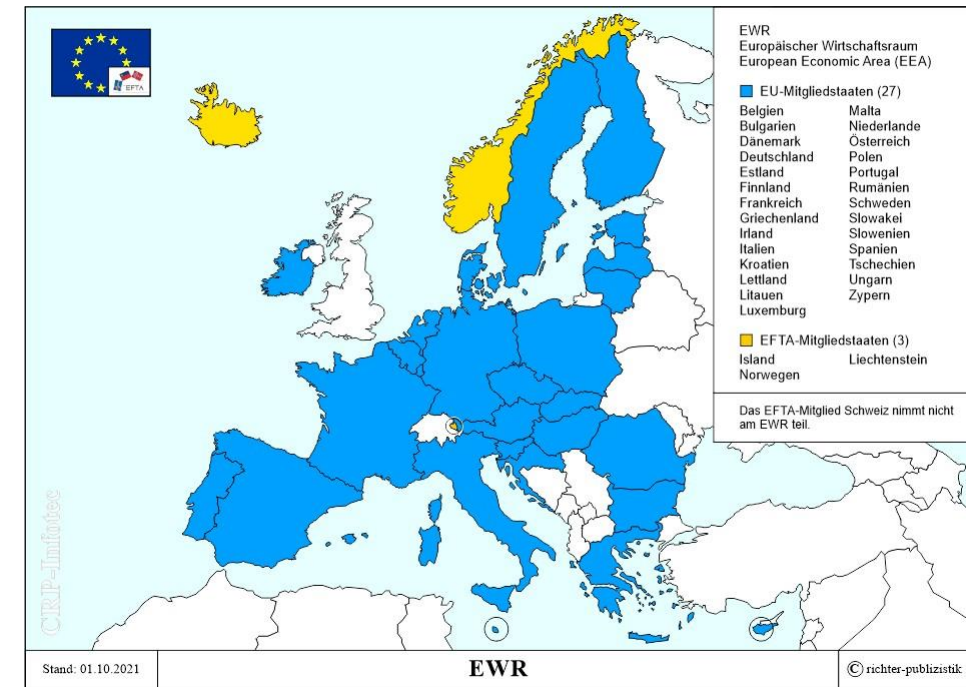 EFTA
EWR
Europäischer Wirtschaftsraum
European Economic Area (EEA)
EU-Mitgliedstaaten (27)
Belgien
Bulgarien
Dänemark
Deutschland
Estland
Finnland
Frankreich
Griechenland
Irland
Italien
Kroatien
Lettland
Litauen
Luxemburg
Malta
Niederlande
Österreich
Polen
Portugal
Rumänien
Schweden
Slowakei
Slowenien
Spanien
Tschechien
Ungarn
Zypern
EFTA-Mitgliedstaaten (3)
Island
Norwegen
Liechtenstein
Das EFTA-Mitglied Schweiz nimmt nicht
am EWR teil.
CRP-Infotec
Stand: 01.10.2021
EWR
© richter-publizistik